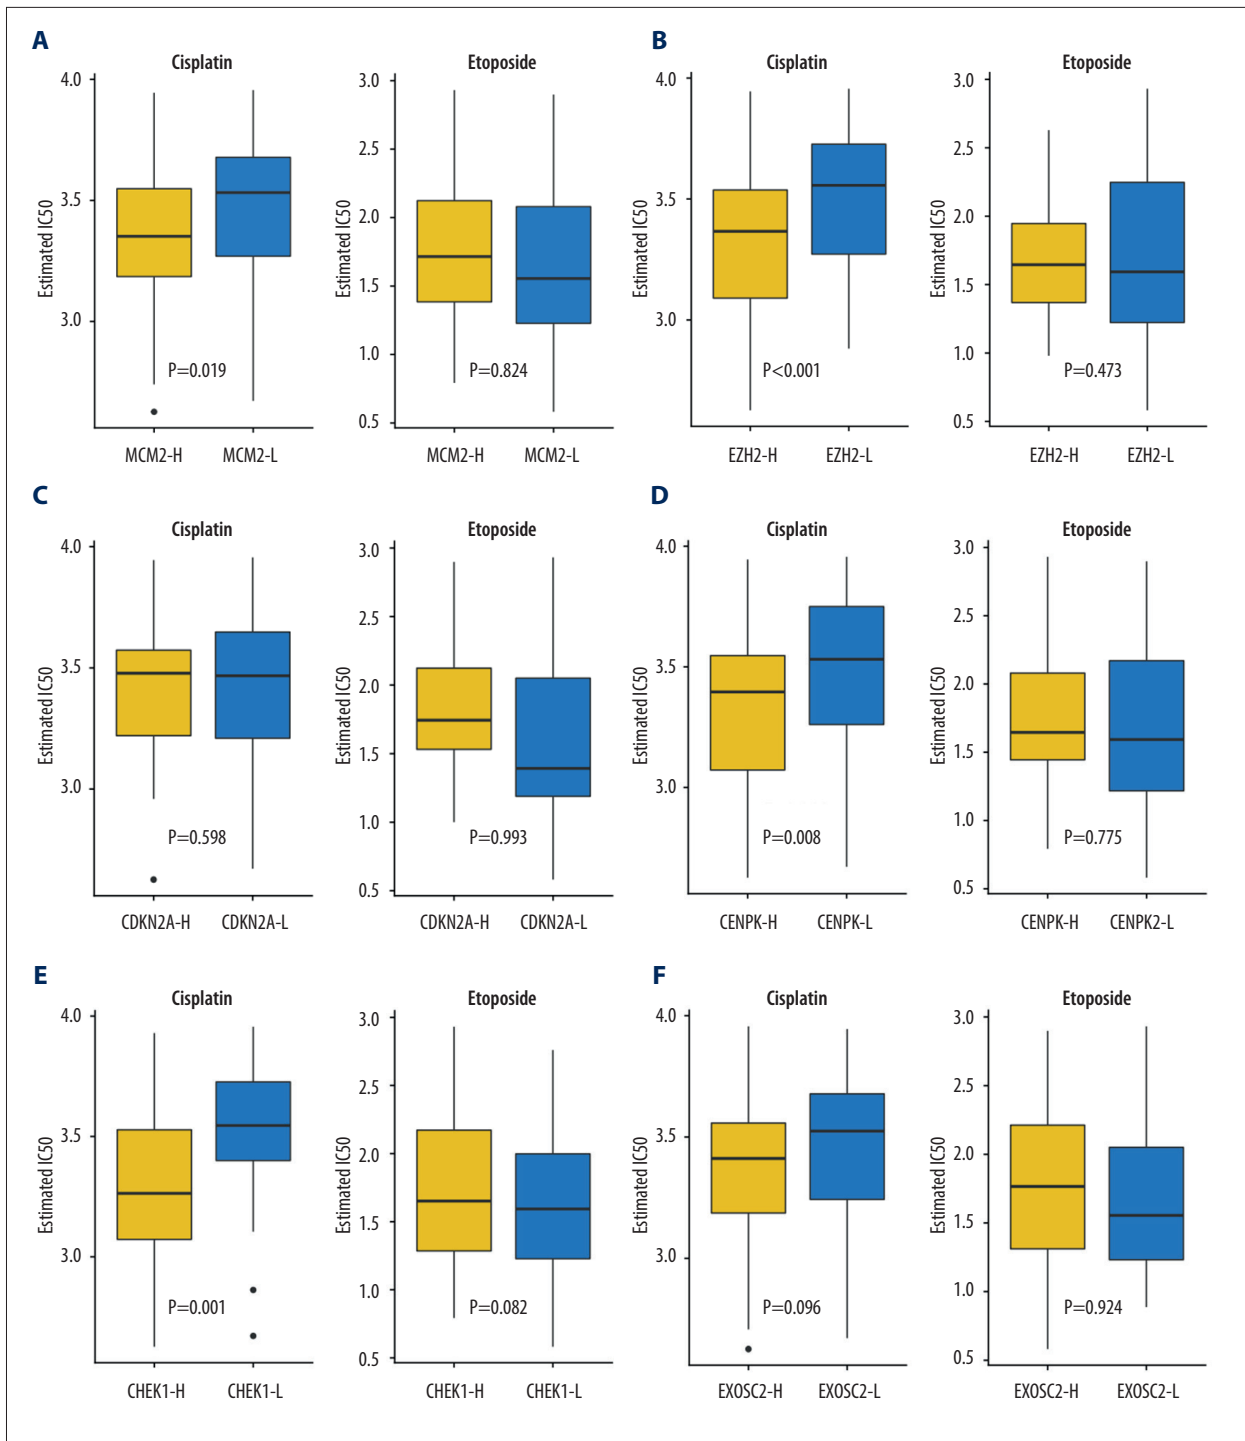 A
B
Cisplatin
Etoposide
Cisplatin
Etoposide
Estimated IC50
4.0
3.5
3.0
P=0.019
MCM2-H
MCM2-L
Estimated IC50
3.0
2.5
2.0
1.5
1.0
0.5
P=0.824
MCM2-H
MCM2-L
Estimated IC50
4.0
3.5
3.0
P<0.001
EZH2-H
EZH2-L
Estimated IC50
3.0
2.5
2.0
1.5
1.0
0.5
P=0.473
EZH2-H
EZH2-L
C
D
Cisplatin
Etoposide
Cisplatin
Etoposide
Estimated IC50
4.0
3.5
3.0
P=0.598
CDKN2A-H
CDKN2A-L
Estimated IC50
3.0
2.5
2.0
1.5
1.0
0.5
P=0.993
CDKN2A-H
CDKN2A-L
Estimated IC50
4.0
3.5
3.0
P=0.008
CENPK-H
CENPK-L
Estimated IC50
3.0
2.5
2.0
1.5
1.0
0.5
P=0.775
CENPK-H
CENPK2-L
E
F
Cisplatin
Etoposide
Cisplatin
Etoposide
Estimated IC50
4.0
3.5
3.0
P=0.001
CHEK1-H
CHEK1-L
Estimated IC50
3.0
2.5
2.0
1.5
1.0
0.5
P=0.082
CHEK1-H
CHEK1-L
Estimated IC50
4.0
3.5
3.0
P=0.096
EXOSC2-H
EXOSC2-L
Estimated IC50
3.0
2.5
2.0
1.5
1.0
0.5
P=0.924
EXOSC2-H
EXOSC2-L